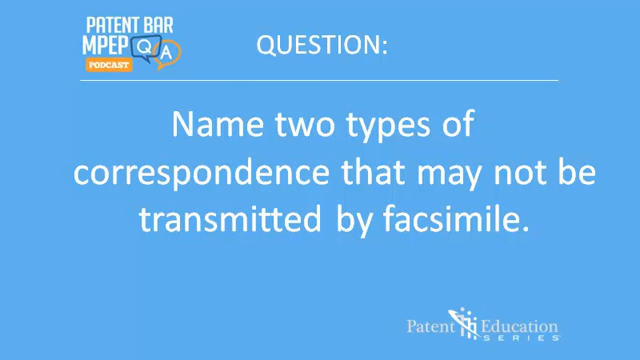 PATENT BAR
MPEP Q A
PODCAST
QUESTION:
Name two types of
correspondence that may not be
transmitted by facsimile.
Patent Education
SERIES